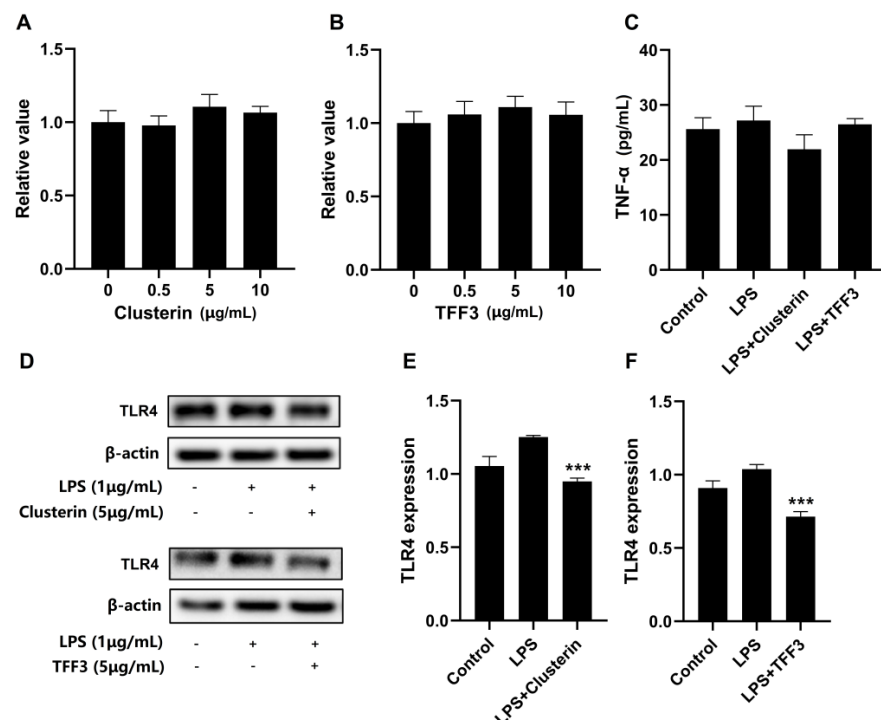 A
Relative value
1.5
1.0
0.5
0.0
0 0.5 5 10
Clusterin (μg/mL)
B
Relative value
1.5
1.0
0.5
0.0
0 0.5 5 10
TFF3 (μg/mL)
C
TNF-α (pg/mL)
40
30
20
10
0
Control LPS LPS+Clusterin LPS+TFF3
D
TLR4
β-actin
LPS (1μg/mL) - + +
Clusterin (5μg/mL) - - +
TLR4
β-actin
LPS (1μg/mL) - + +
TFF3 (5μg/mL) - - +
E
TLR4 expression
1.5
1.0
0.5
0.0
***
Control LPS LPS+Clusterin
F
TLR4 expression
1.5
1.0
0.5
0.0
***
Control LPS LPS+TFF3